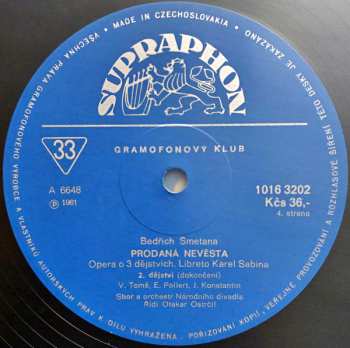 VŠECHNA PRÁVA GRAMOFONOVÉHO VÝROBCE A VLASTNÍKŮ AUTORSKÝCH PRÁV K DÍLU VYHRAŽENA. POŘIZOVÁNÍ KOPIÍ, VEŘEJNÉ PROVOZOVÁNÍ A ROZHLASOVÉ ŠÍŘENÍ TÉTO DESKY JE ZAKÁZÁNO
MADE IN CZECHOSLOVAKIA
SUPRAPHON
GRAMOFONOVÝ KLUB
33
A 6648
℗ 1961
1016 3202
Kčs 36,-
4. strana
Bedřich Smetana
PRODANÁ NEVĚSTA
Opera o 3 dějstvích. Libreto Karel Sabina
2. dějství (dokončení)
V. Tomš, E. Pollert, J. Konstantin
Sbor a orchestr Národního divadla
Řídí Otakar Ostrčil